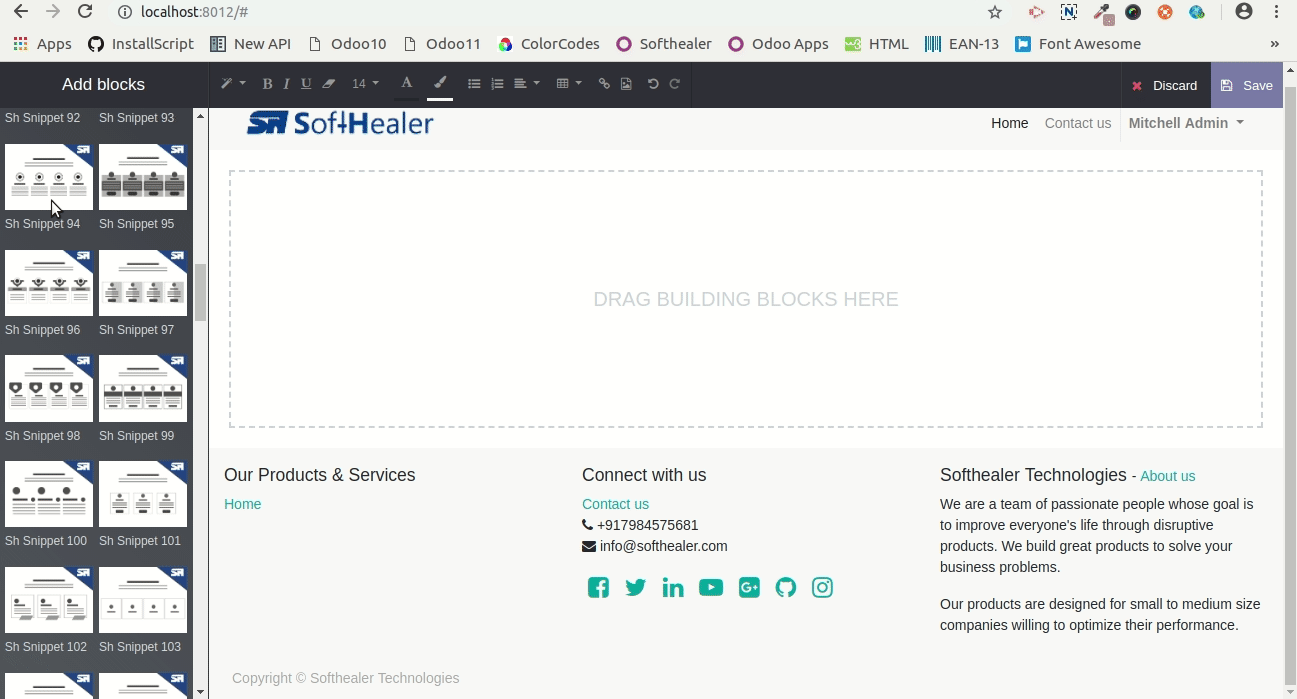 localhost:8012/#
Apps InstallScript New API Odoo10 Odoo11 ColorCodes Softhealer Odoo Apps HTML EAN-13 Font Awesome »
Add blocks
B I U 14 A
Discard Save
Sh Snippet 92 Sh Snippet 93
Sh Snippet 94 Sh Snippet 95
Sh Snippet 96 Sh Snippet 97
Sh Snippet 98 Sh Snippet 99
Sh Snippet 100 Sh Snippet 101
Sh Snippet 102 Sh Snippet 103
SoftHealer
Home Contact us Mitchell Admin
DRAG BUILDING BLOCKS HERE
Our Products & Services
Home
Connect with us
Contact us
+917984575681
info@softhealer.com
Softhealer Technologies - About us
We are a team of passionate people whose goal is
to improve everyone's life through disruptive
products. We build great products to solve your
business problems.
Our products are designed for small to medium size
companies willing to optimize their performance.
Copyright © Softhealer Technologies